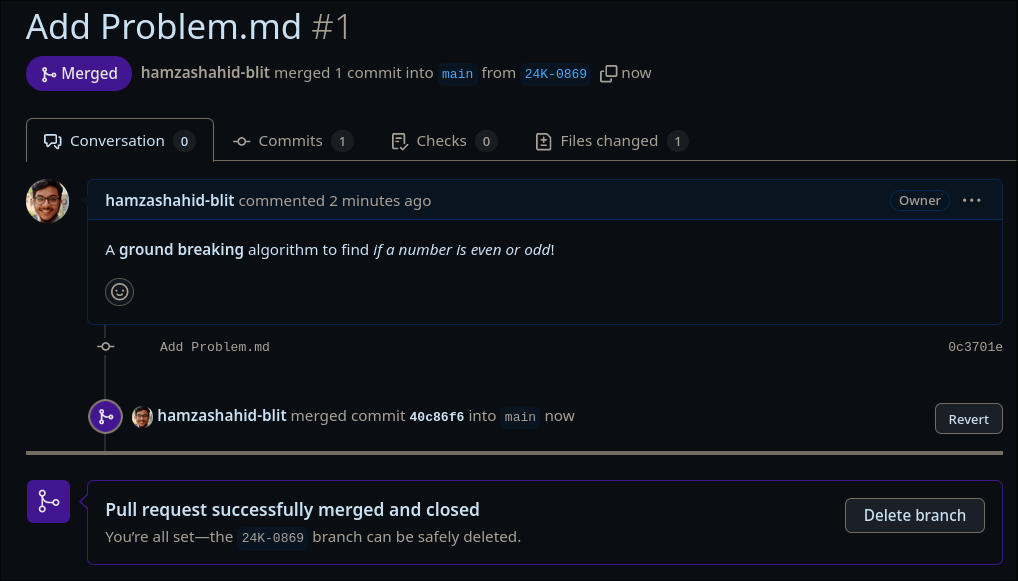 Add Problem.md #1
Merged hamzashahid-blit merged 1 commit into main from 24K-0869 now
Conversation 0 Commits 1 Checks 0 Files changed 1
hamzashahid-blit commented 2 minutes ago Owner
A ground breaking algorithm to find if a number is even or odd!
Add Problem.md 0c3701e
hamzashahid-blit merged commit 40c86f6 into main now Revert
Pull request successfully merged and closed
You're all set—the 24K-0869 branch can be safely deleted.
Delete branch